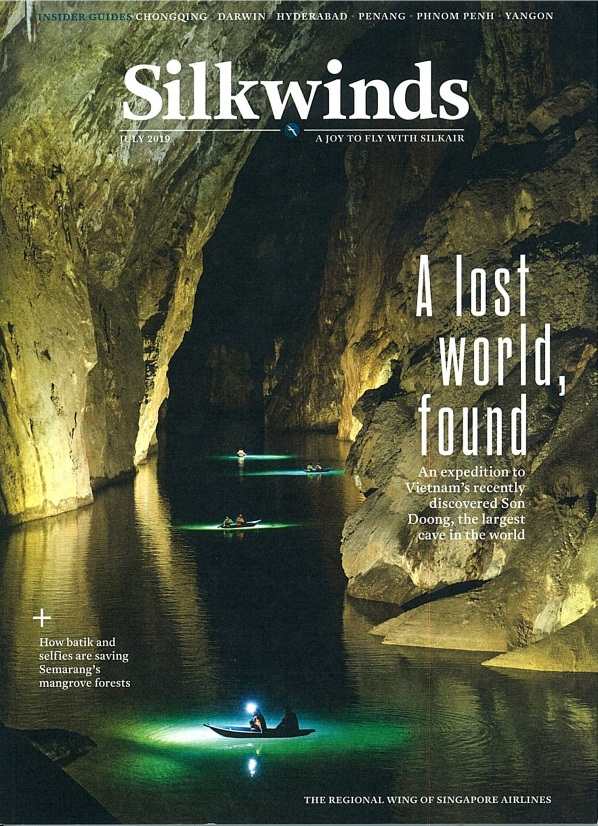 INSIDER GUIDES CHONGQING · DARWIN · HYDERABAD · PENANG · PHNOM PENH · YANGON
Silkwinds
JULY 2019
A JOY TO FLY WITH SILKAIR
A lost
world,
found
An expedition to
Vietnam's recently
discovered Son
Doong, the largest
cave in the world
+
How batik and
selfies are saving
Semarang's
mangrove forests
THE REGIONAL WING OF SINGAPORE AIRLINES